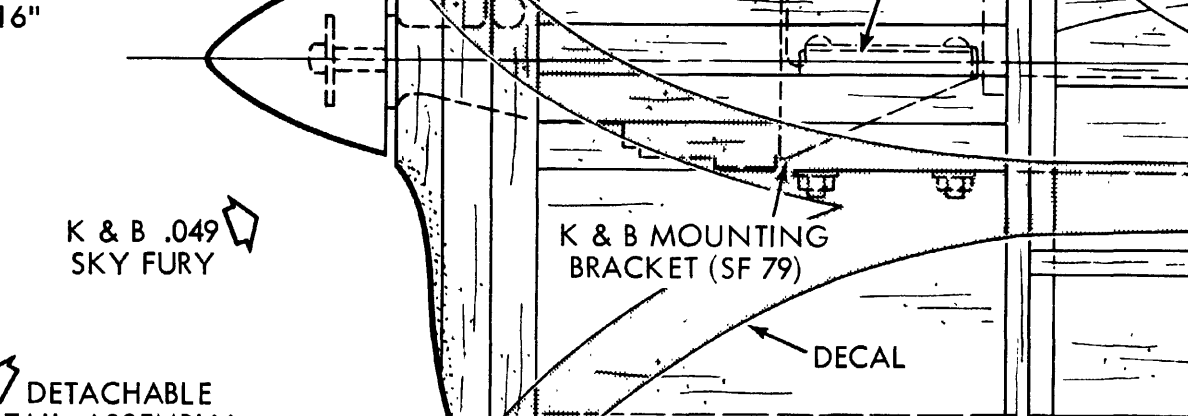 16"
K & B .049
SKY FURY
K & B MOUNTING
BRACKET (SF 79)
DECAL
DETACHABLE